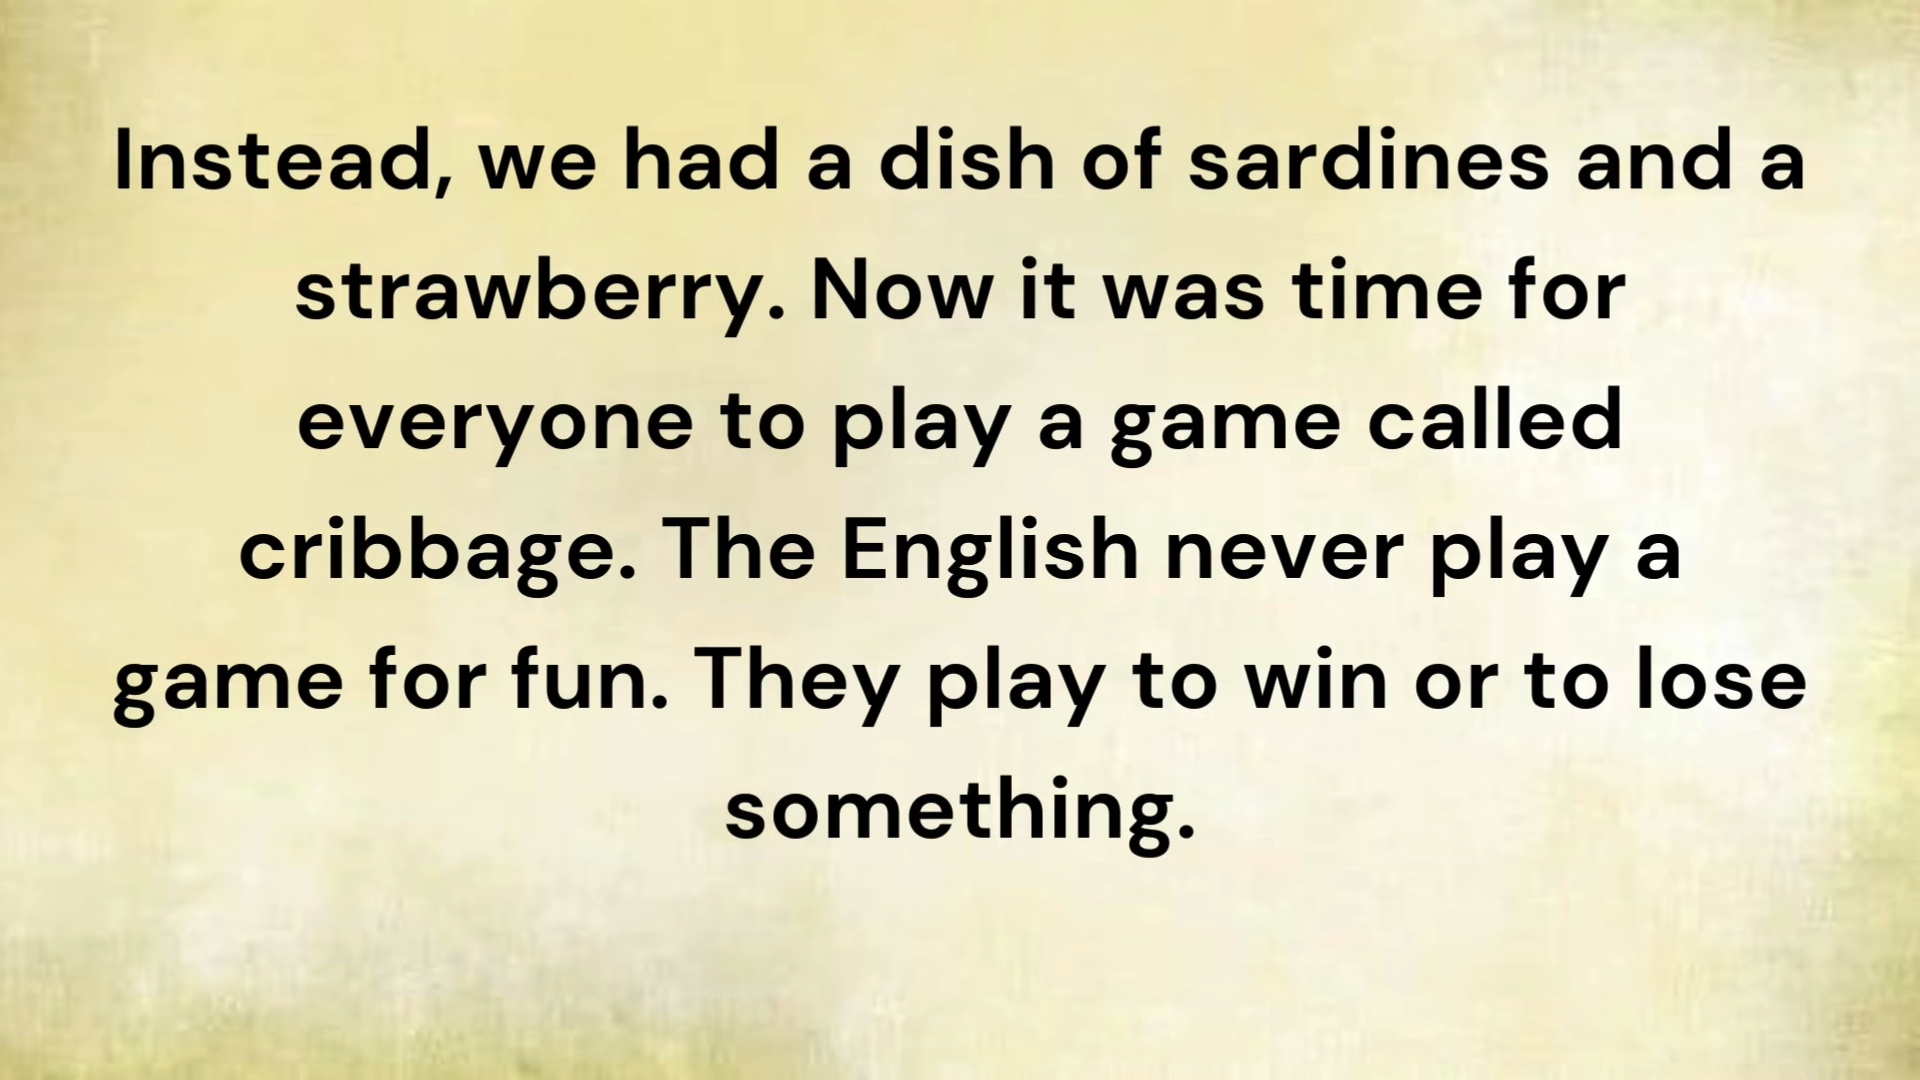 Instead, we had a dish of sardines and a
strawberry. Now it was time for
everyone to play a game called
cribbage. The English never play a
game for fun. They play to win or to lose
something.